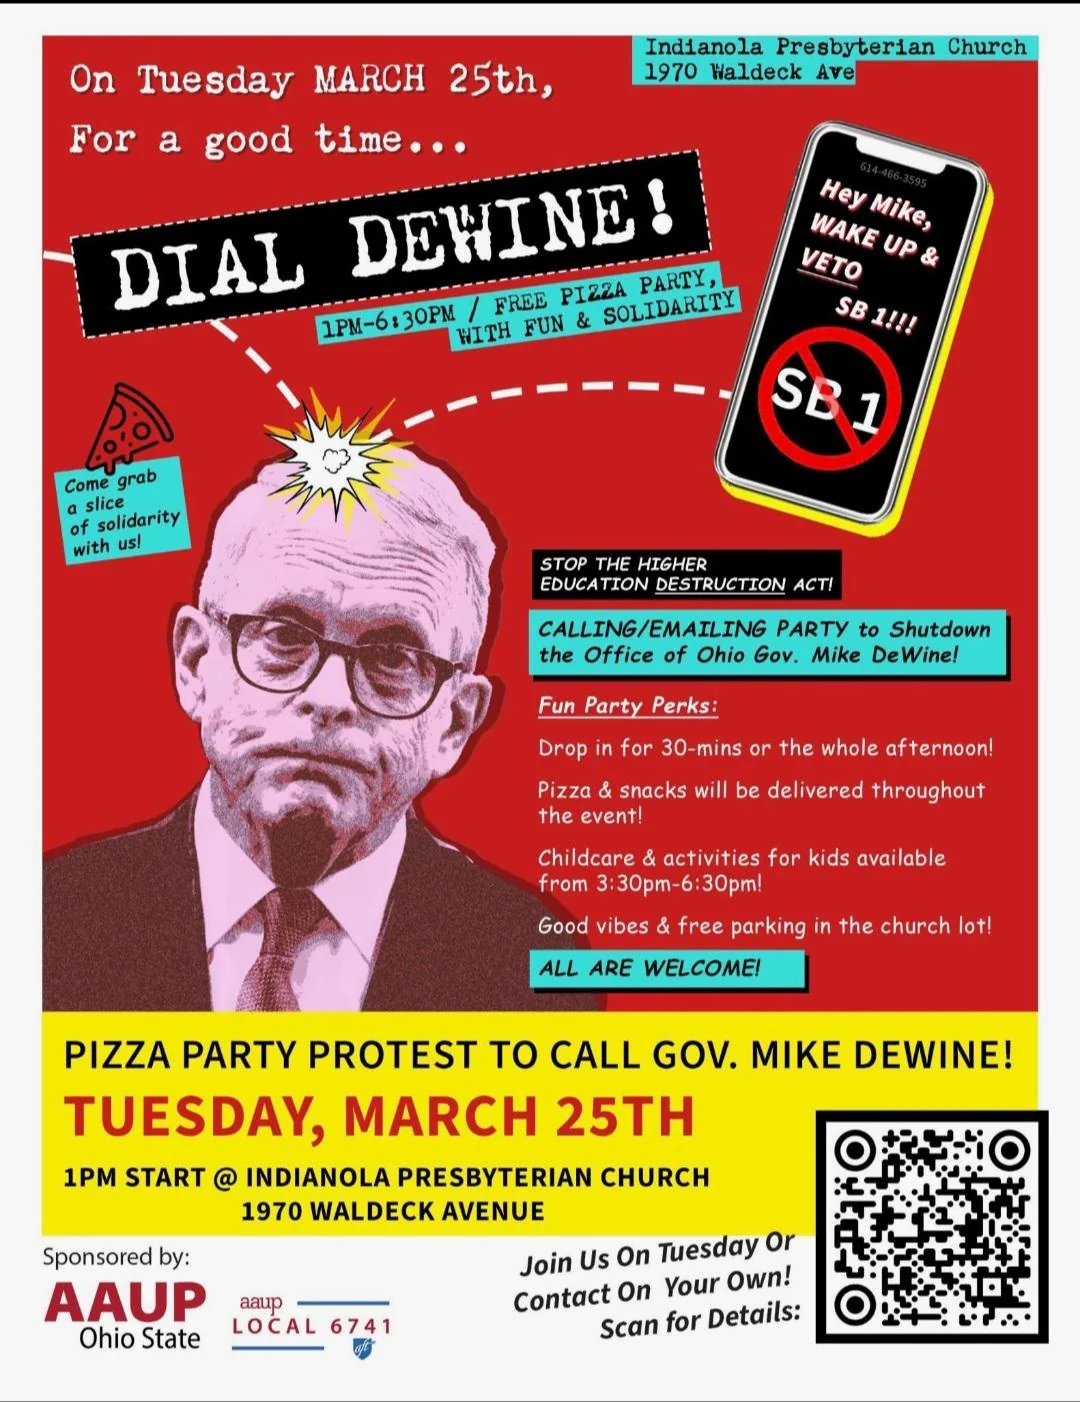 Indianola Presbyterian Church
1970 Waldeck Ave
On Tuesday MARCH 25th,
For a good time...
DIAL DEWINE!
1PM-6:30PM / FREE PIZZA PARTY,
WITH FUN & SOLIDARITY
614-466-3595
Hey Mike,
WAKE UP &
VETO
SB 1!!!
SB 1
Come grab
a slice
of solidarity
with us!
STOP THE HIGHER
EDUCATION DESTRUCTION ACT!
CALLING/EMAILING PARTY to Shutdown
the Office of Ohio Gov. Mike DeWine!
Fun Party Perks:
Drop in for 30-mins or the whole afternoon!
Pizza & snacks will be delivered throughout
the event!
Childcare & activities for kids available
from 3:30pm-6:30pm!
Good vibes & free parking in the church lot!
ALL ARE WELCOME!
PIZZA PARTY PROTEST TO CALL GOV. MIKE DEWINE!
TUESDAY, MARCH 25TH
1PM START @ INDIANOLA PRESBYTERIAN CHURCH
1970 WALDECK AVENUE
Sponsored by:
AAUP
Ohio State
aaup
LOCAL 6741
aft
Join Us On Tuesday Or
Contact On Your Own!
Scan for Details: